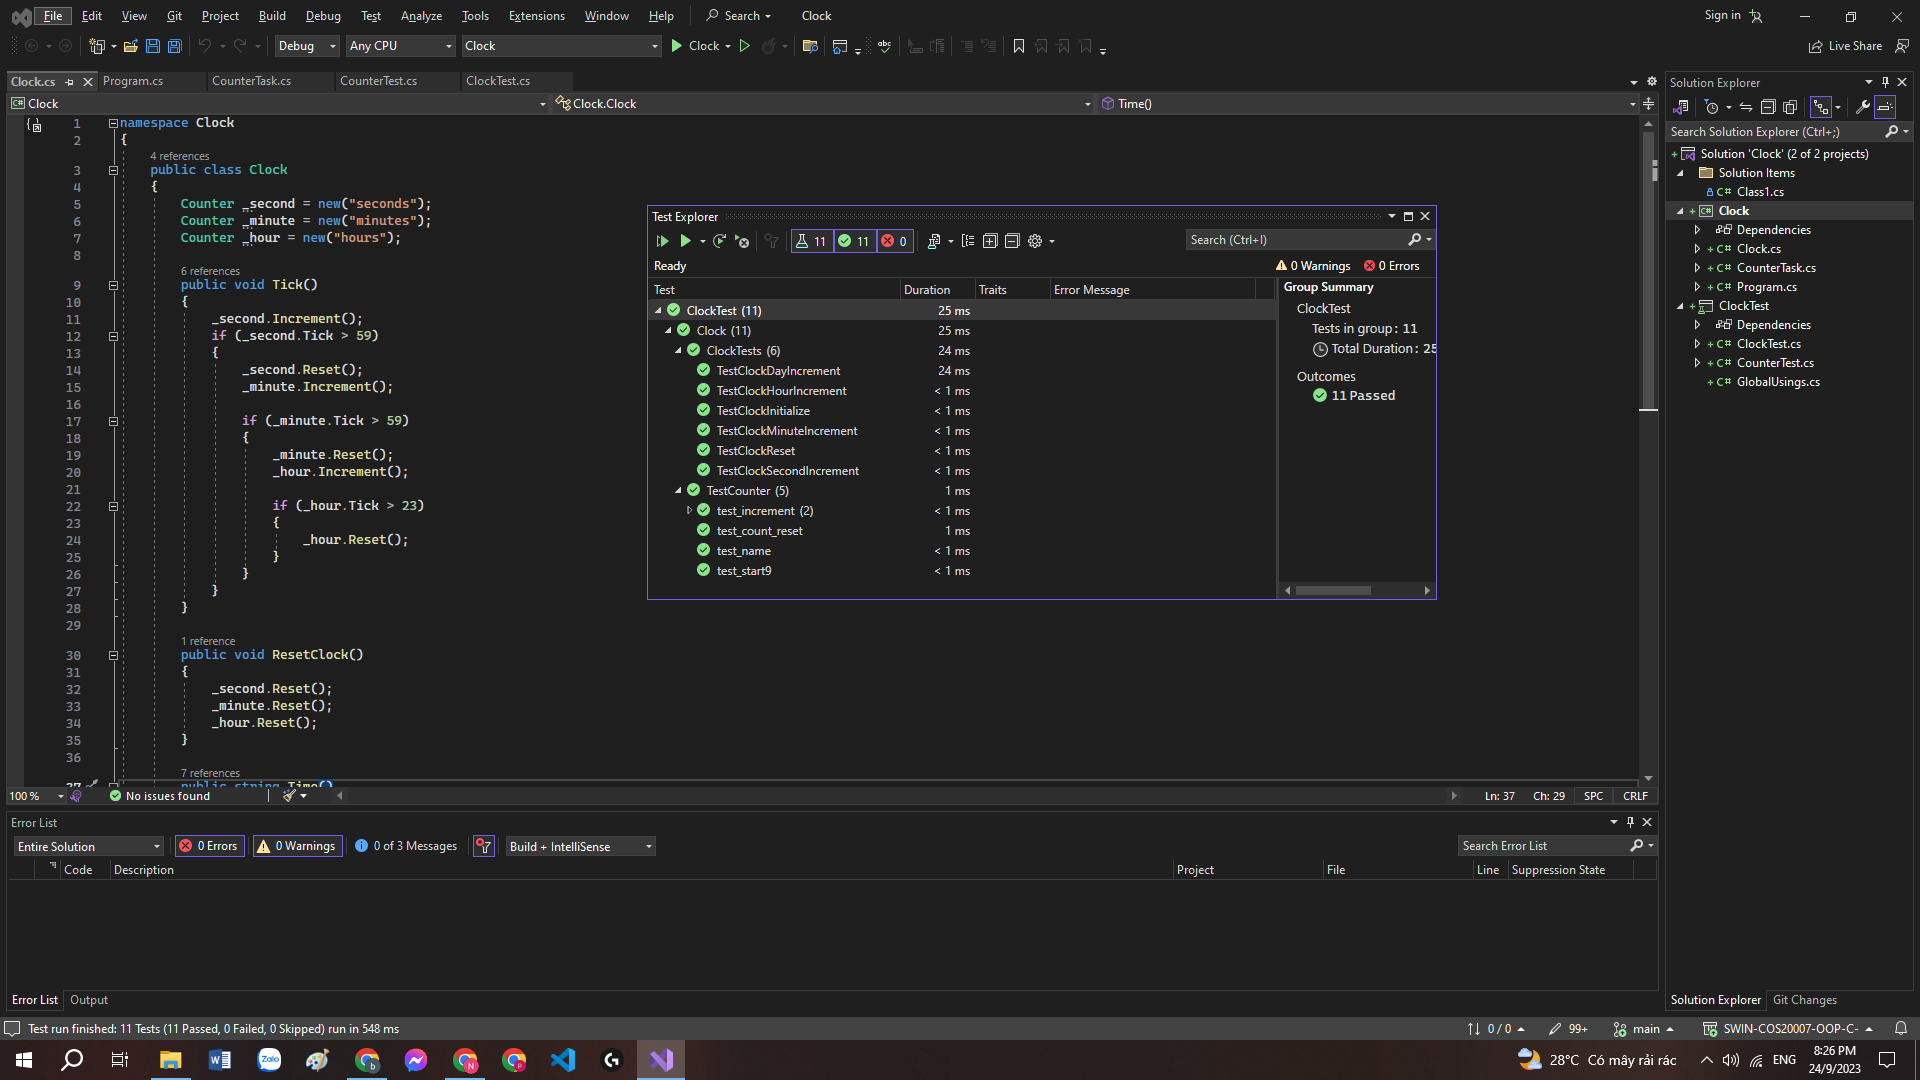 File Edit View Git Project Build Debug Test Analyze Tools Extensions Window Help Search Clock Sign in
Debug Any CPU Clock Clock Live Share
Clock.cs Program.cs CounterTask.cs CounterTest.cs ClockTest.cs
Clock Clock.Clock Time()
1 namespace Clock
2 {
4 references
3 public class Clock
4 {
5 Counter _second = new("seconds");
6 Counter _minute = new("minutes");
7 Counter _hour = new("hours");
8
6 references
9 public void Tick()
10 {
11 _second.Increment();
12 if (_second.Tick > 59)
13 {
14 _second.Reset();
15 _minute.Increment();
16
17 if (_minute.Tick > 59)
18 {
19 _minute.Reset();
20 _hour.Increment();
21
22 if (_hour.Tick > 23)
23 {
24 _hour.Reset();
25 }
26 }
27 }
28 }
29
1 reference
30 public void ResetClock()
31 {
32 _second.Reset();
33 _minute.Reset();
34 _hour.Reset();
35 }
36
7 references
37 public string Time()
100 % No issues found Ln: 37 Ch: 29 SPC CRLF
Test Explorer
11 11 0 Search (Ctrl+I)
Ready 0 Warnings 0 Errors
Test Duration Traits Error Message
ClockTest (11) 25 ms
Clock (11) 25 ms
ClockTests (6) 24 ms
TestClockDayIncrement 24 ms
TestClockHourIncrement < 1 ms
TestClockInitialize < 1 ms
TestClockMinuteIncrement < 1 ms
TestClockReset < 1 ms
TestClockSecondIncrement < 1 ms
TestCounter (5) 1 ms
test_increment (2) < 1 ms
test_count_reset 1 ms
test_name < 1 ms
test_start9 < 1 ms
Group Summary
ClockTest
Tests in group: 11
Total Duration: 25
Outcomes
11 Passed
Solution Explorer
Search Solution Explorer (Ctrl+;)
Solution 'Clock' (2 of 2 projects)
Solution Items
C# Class1.cs
Clock
Dependencies
C# Clock.cs
C# CounterTask.cs
C# Program.cs
ClockTest
Dependencies
C# ClockTest.cs
C# CounterTest.cs
C# GlobalUsings.cs
Error List
Entire Solution 0 Errors 0 Warnings 0 of 3 Messages Build + IntelliSense Search Error List
Code Description Project File Line Suppression State
Error List Output
Solution Explorer Git Changes
Test run finished: 11 Tests (11 Passed, 0 Failed, 0 Skipped) run in 548 ms 0 / 0 99+ main SWIN-COS20007-OOP-C-
28°C Có mây rải rác ENG 8:26 PM
24/9/2023